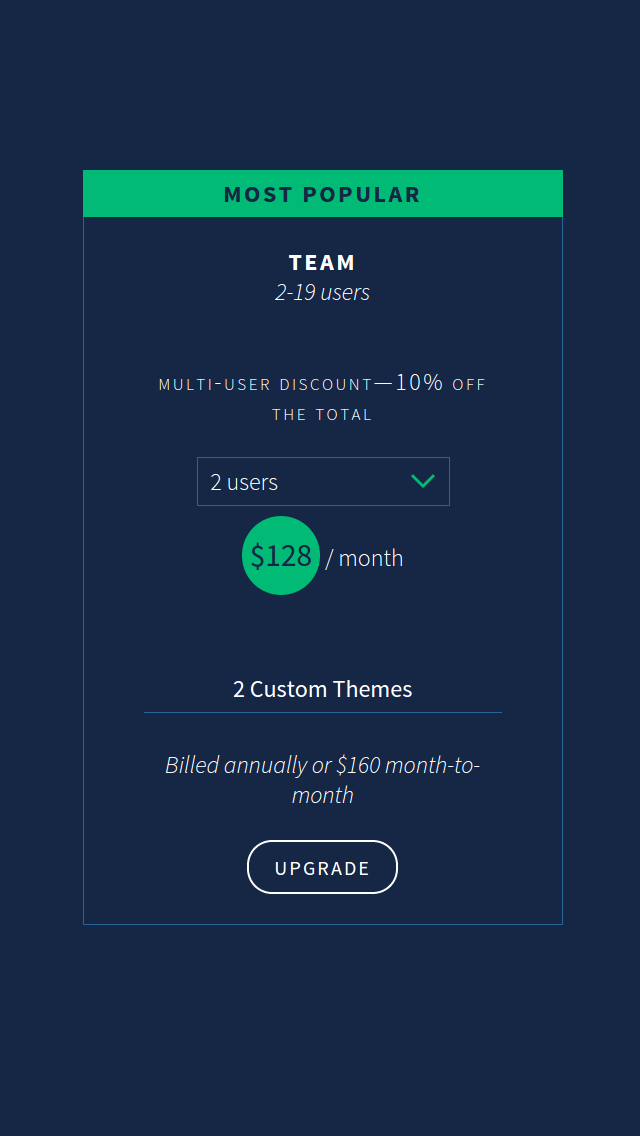 MOST POPULAR
TEAM
2-19 users
MULTI-USER DISCOUNT—10% OFF
THE TOTAL
2 users
$128 / month
2 Custom Themes
Billed annually or $160 month-to-
month
UPGRADE